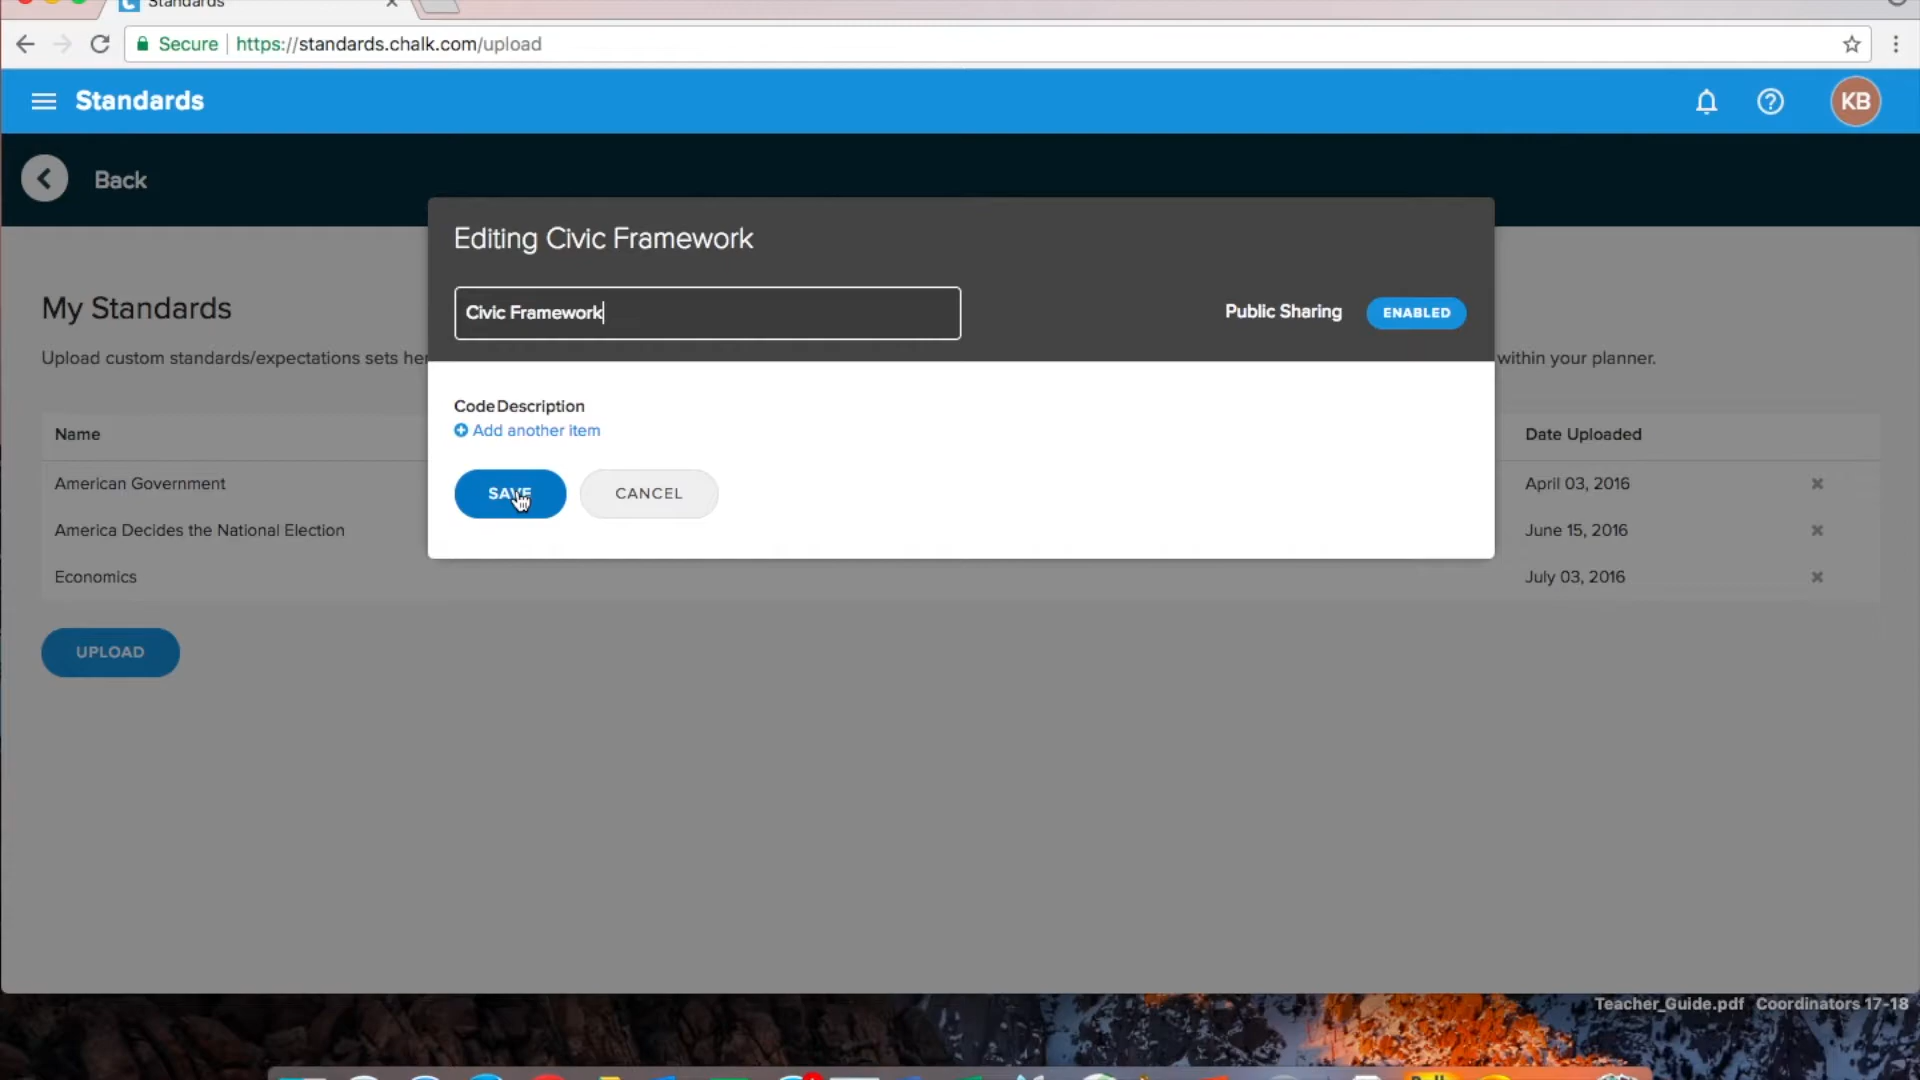 Standards
Secure https://standards.chalk.com/upload
Standards
KB
Back
Editing Civic Framework
Civic Framework
Public Sharing ENABLED
My Standards
Upload custom standards/expectations sets
within your planner.
Code Description
Add another item
Name
Date Uploaded
American Government
April 03, 2016
SAVE
CANCEL
America Decides the National Election
June 15, 2016
Economics
July 03, 2016
UPLOAD
Teacher_Guide.pdf Coordinators 17-18